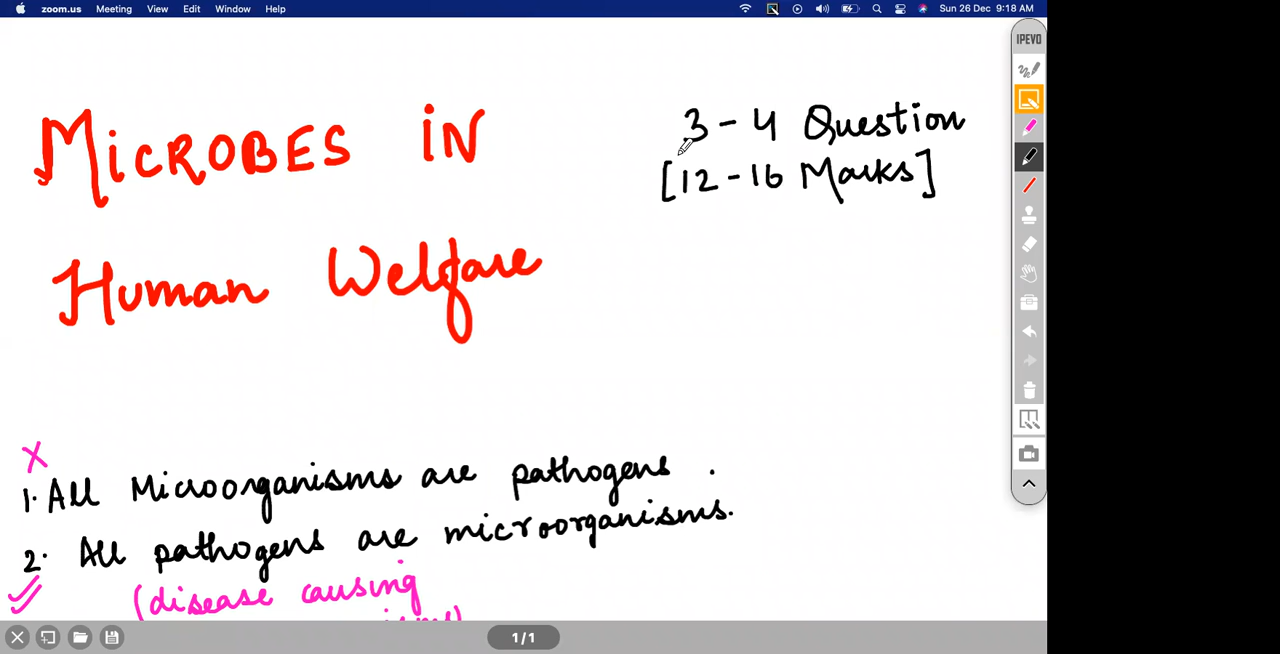 zoom.us Meeting View Edit Window Help Sun 26 Dec 9:18 AM
IPEVO
MiCROBES iN
Human Welfare
3 - 4 Question
[12 - 16 Marks]
X
1. All Microorganisms are pathogens .
2. All pathogens are microorganisms.
(disease causing
1/1